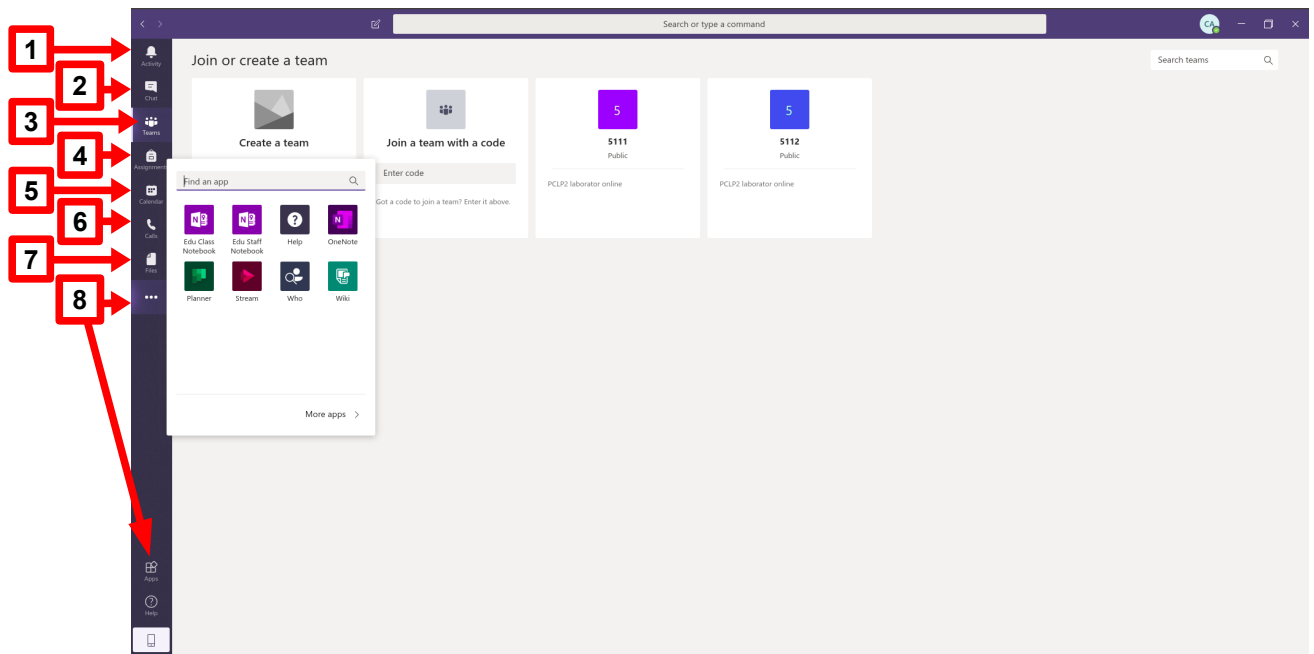 Search or type a command
CA
1
2
3
4
5
6
7
8
Activity
Chat
Teams
Assignment
Calendar
Calls
Files
Apps
Help
Join or create a team
Search teams
Create a team
Join a team with a code
Enter code
Got a code to join a team? Enter it above.
5
5111
Public
PCLP2 laborator online
5
5112
Public
PCLP2 laborator online
Find an app
Edu Class
Notebook
Edu Staff
Notebook
Help
OneNote
Planner
Stream
Who
Wiki
More apps